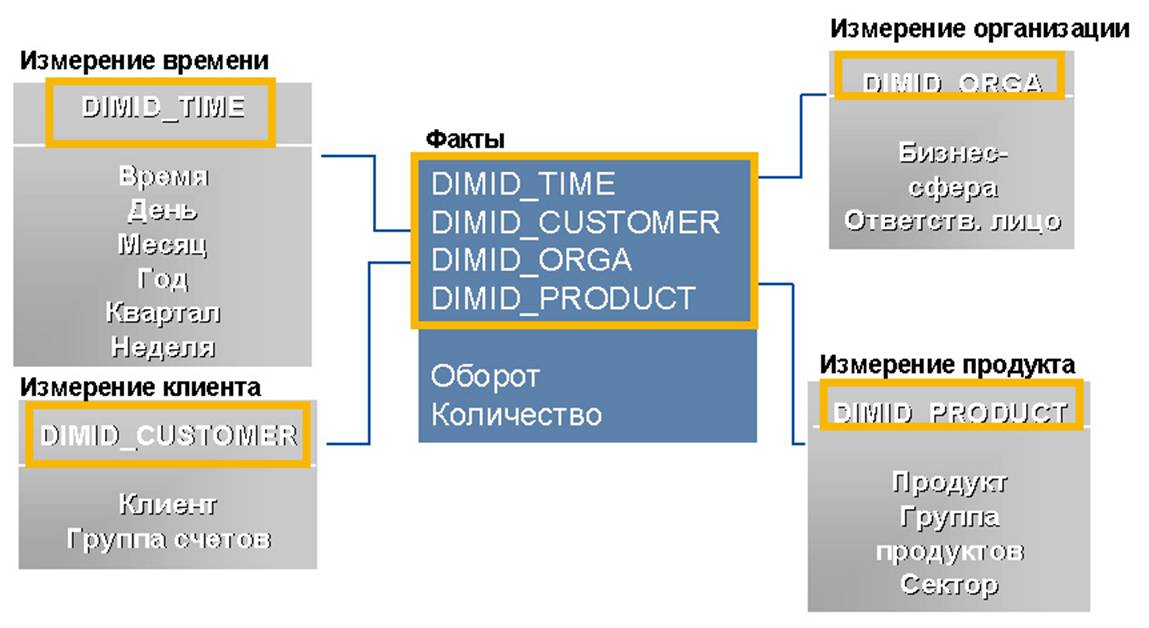 Измерение времени
DIMID_TIME
Время
День
Месяц
Год
Квартал
Неделя
Измерение клиента
DIMID_CUSTOMER
Клиент
Группа счетов
Факты
DIMID_TIME
DIMID_CUSTOMER
DIMID_ORGA
DIMID_PRODUCT
Оборот
Количество
Измерение организации
DIMID_ORGA
Бизнес-
сфера
Ответств. лицо
Измерение продукта
DIMID_PRODUCT
Продукт
Группа
продуктов
Сектор